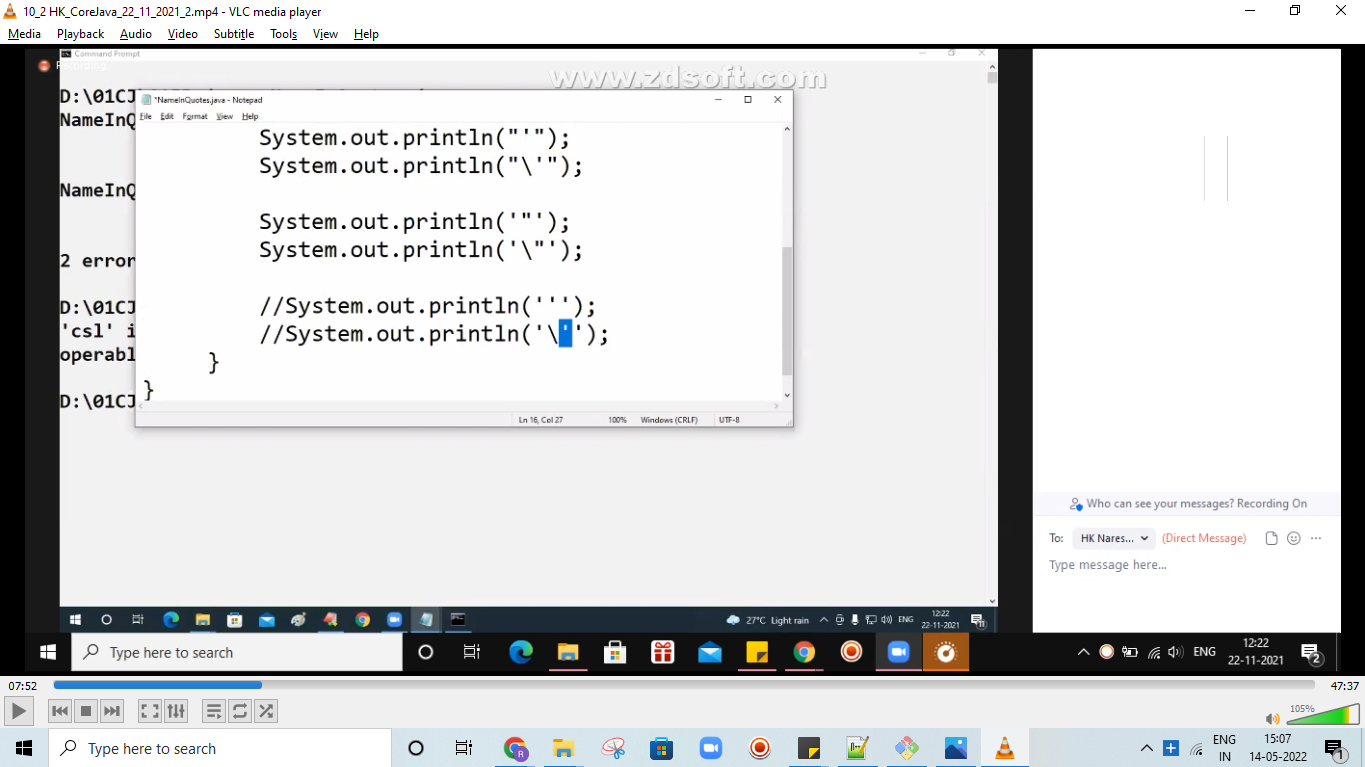 10_2 HK_CoreJava_22_11_2021_2.mp4 - VLC media player
Media Playback Audio Video Subtitle Tools View Help
Command Prompt
www.zdsoft.com
D:\01CJ
NameInQ
NameInQ
2 error
D:\01CJ
'csl' i
operabl
D:\01CJ
*NameInQuotes.java - Notepad
File Edit Format View Help
System.out.println("'");
System.out.println("\'");
System.out.println('"');
System.out.println('\"');
//System.out.println(''');
//System.out.println('\'');
}
}
Ln 16, Col 27 100% Windows (CRLF) UTF-8
Who can see your messages? Recording On
To: HK Nares... (Direct Message)
Type message here...
27°C Light rain ENG 12:22
22-11-2021
Type here to search ENG 12:22
22-11-2021 2
07:52 47:37
105%
Type here to search ENG 15:07
IN 14-05-2022 1